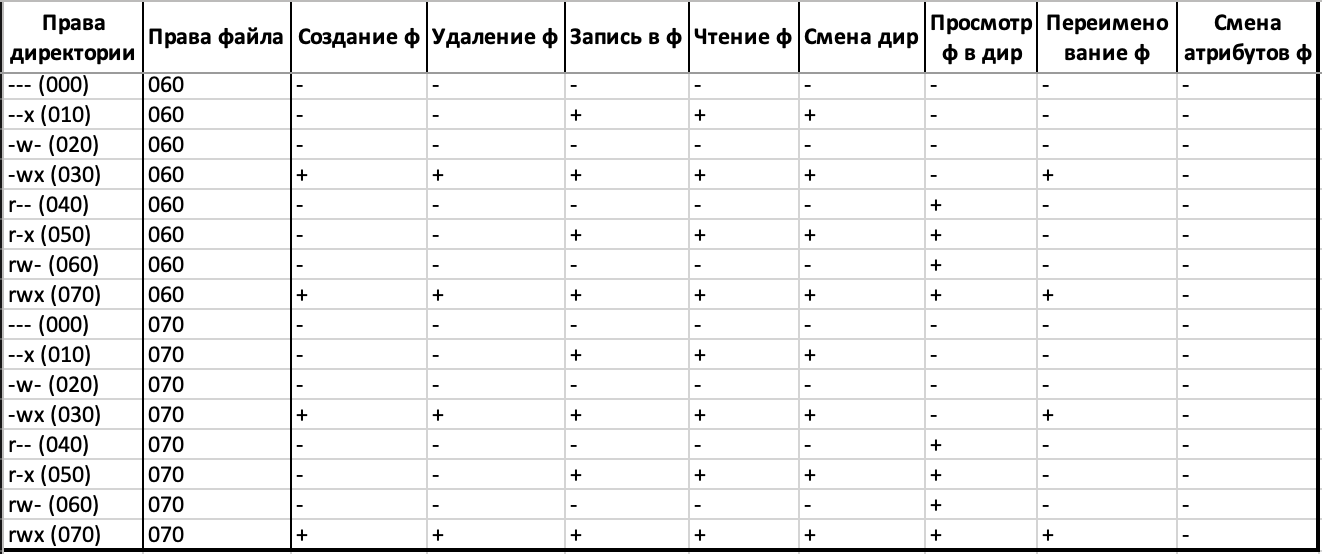 Права директории | Права файла | Создание ф | Удаление ф | Запись в ф | Чтение ф | Смена дир | Просмотр ф в дир | Переимено вание ф | Смена атрибутов ф
--- (000) | 060 | - | - | - | - | - | - | - | -
--x (010) | 060 | - | - | + | + | + | - | - | -
-w- (020) | 060 | - | - | - | - | - | - | - | -
-wx (030) | 060 | + | + | + | + | + | - | + | -
r-- (040) | 060 | - | - | - | - | - | + | - | -
r-x (050) | 060 | - | - | + | + | + | + | - | -
rw- (060) | 060 | - | - | - | - | - | + | - | -
rwx (070) | 060 | + | + | + | + | + | + | + | -
--- (000) | 070 | - | - | - | - | - | - | - | -
--x (010) | 070 | - | - | + | + | + | - | - | -
-w- (020) | 070 | - | - | - | - | - | - | - | -
-wx (030) | 070 | + | + | + | + | + | - | + | -
r-- (040) | 070 | - | - | - | - | - | + | - | -
r-x (050) | 070 | - | - | + | + | + | + | - | -
rw- (060) | 070 | - | - | - | - | - | + | - | -
rwx (070) | 070 | + | + | + | + | + | + | + | -